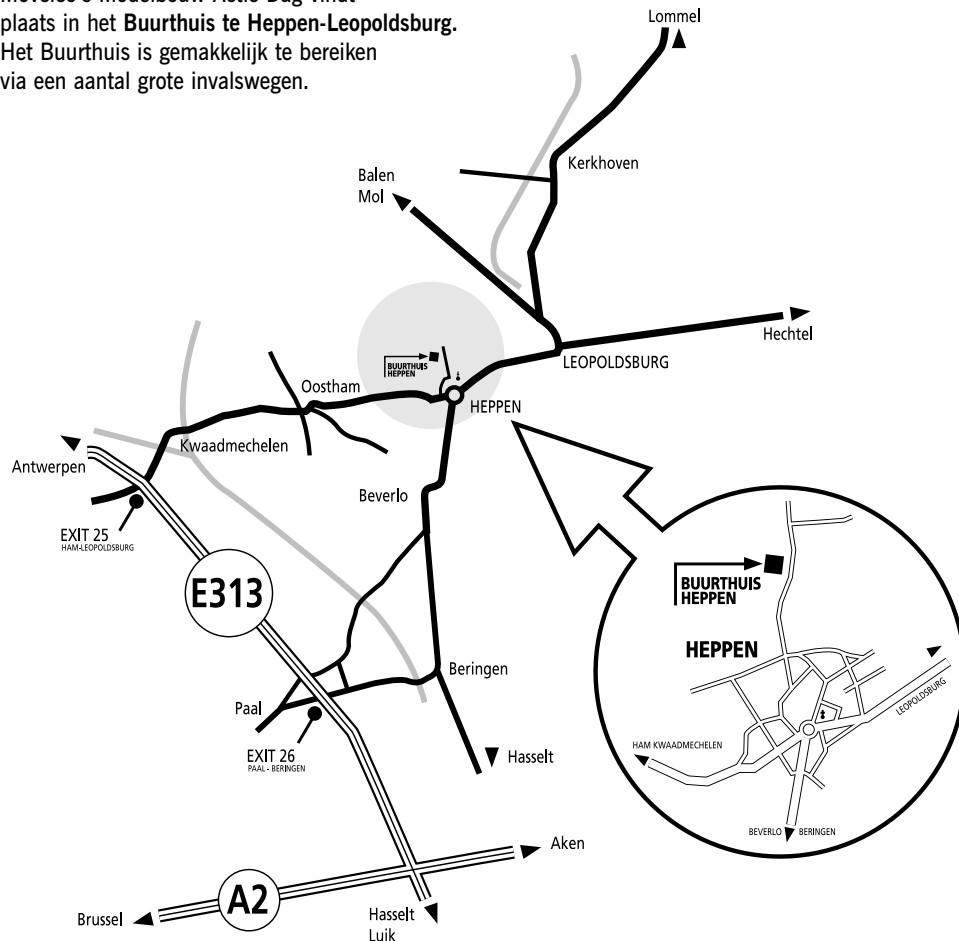 plaats in het Buurthuis te Heppen-Leopoldsburg.
Het Buurthuis is gemakkelijk te bereiken
via een aantal grote invalswegen.
Lommel
Kerkhoven
Balen
Mol
Hechtel
LEOPOLDSBURG
BUURTHUIS
HEPPEN
Oostham
HEPPEN
Kwaadmechelen
Antwerpen
Beverlo
EXIT 25
HAM-LEOPOLDSBURG
E313
BUURTHUIS
HEPPEN
HEPPEN
LEOPOLDSBURG
HAM KWAADMECHELEN
BEVERLO
BERINGEN
Beringen
Paal
EXIT 26
PAAL - BERINGEN
Hasselt
Aken
A2
Brussel
Hasselt
Luik